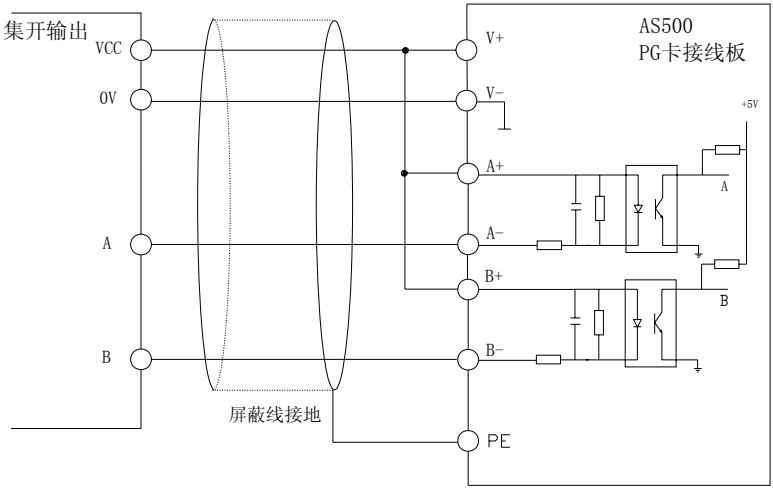 集开输出
VCC
0V
A
B
屏蔽线接地
V+
V-
A+
A-
B+
B-
PE
AS500
PG卡接线板
+5V
A
B